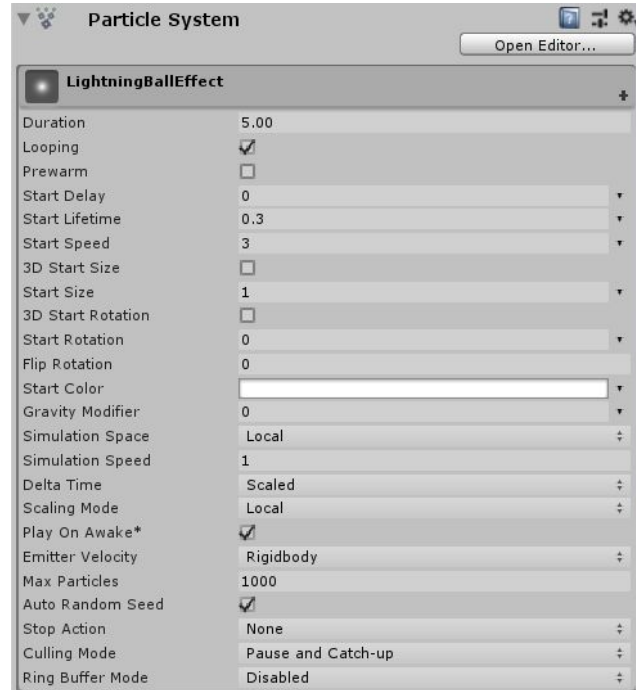 Particle System
Open Editor...
LightningBallEffect
Duration 5.00
Looping
Prewarm
Start Delay 0
Start Lifetime 0.3
Start Speed 3
3D Start Size
Start Size 1
3D Start Rotation
Start Rotation 0
Flip Rotation 0
Start Color
Gravity Modifier 0
Simulation Space Local
Simulation Speed 1
Delta Time Scaled
Scaling Mode Local
Play On Awake*
Emitter Velocity Rigidbody
Max Particles 1000
Auto Random Seed
Stop Action None
Culling Mode Pause and Catch-up
Ring Buffer Mode Disabled